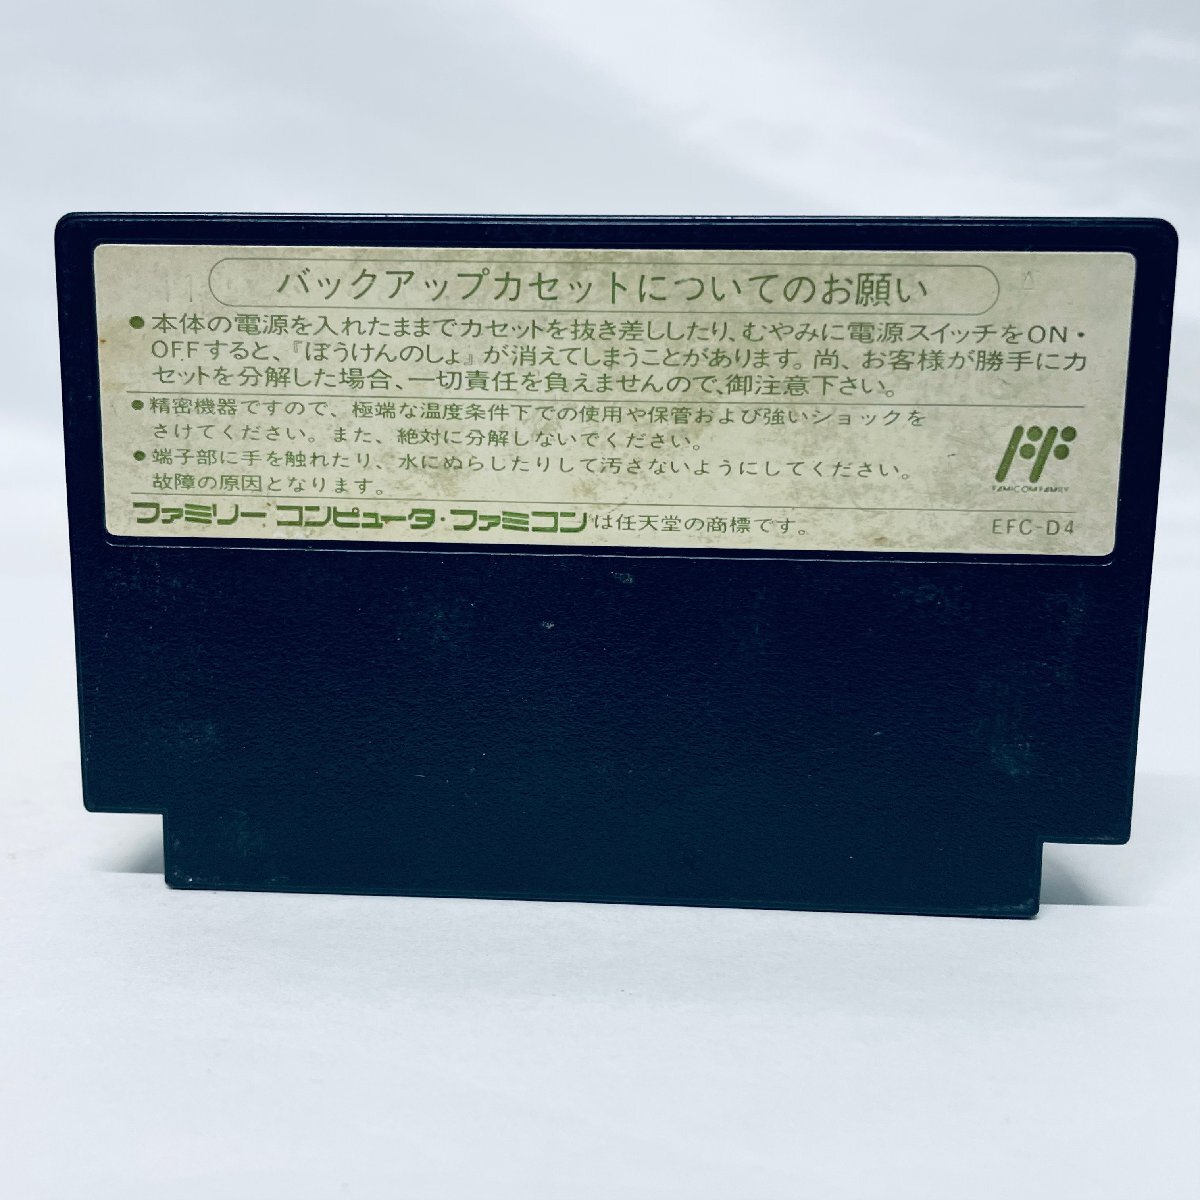 バックアップカセットについてのお願い
●本体の電源を入れたままでカセットを抜き差ししたり、むやみに電源スイッチをON・
OFFすると、『ぼうけんのしょ』が消えてしまうことがあります。尚、お客様が勝手にカ
セットを分解した場合、一切責任を負えませんので、御注意下さい。
●精密機器ですので、極端な温度条件下での使用や保管および強いショックを
さけてください。また、絶対に分解しないでください。
●端子部に手を触れたり、水にぬらしたりして汚さないようにしてください。
故障の原因となります。
FAMICOM FAMILY
ファミリーコンピュータ・ファミコンは任天堂の商標です。
EFC-D4